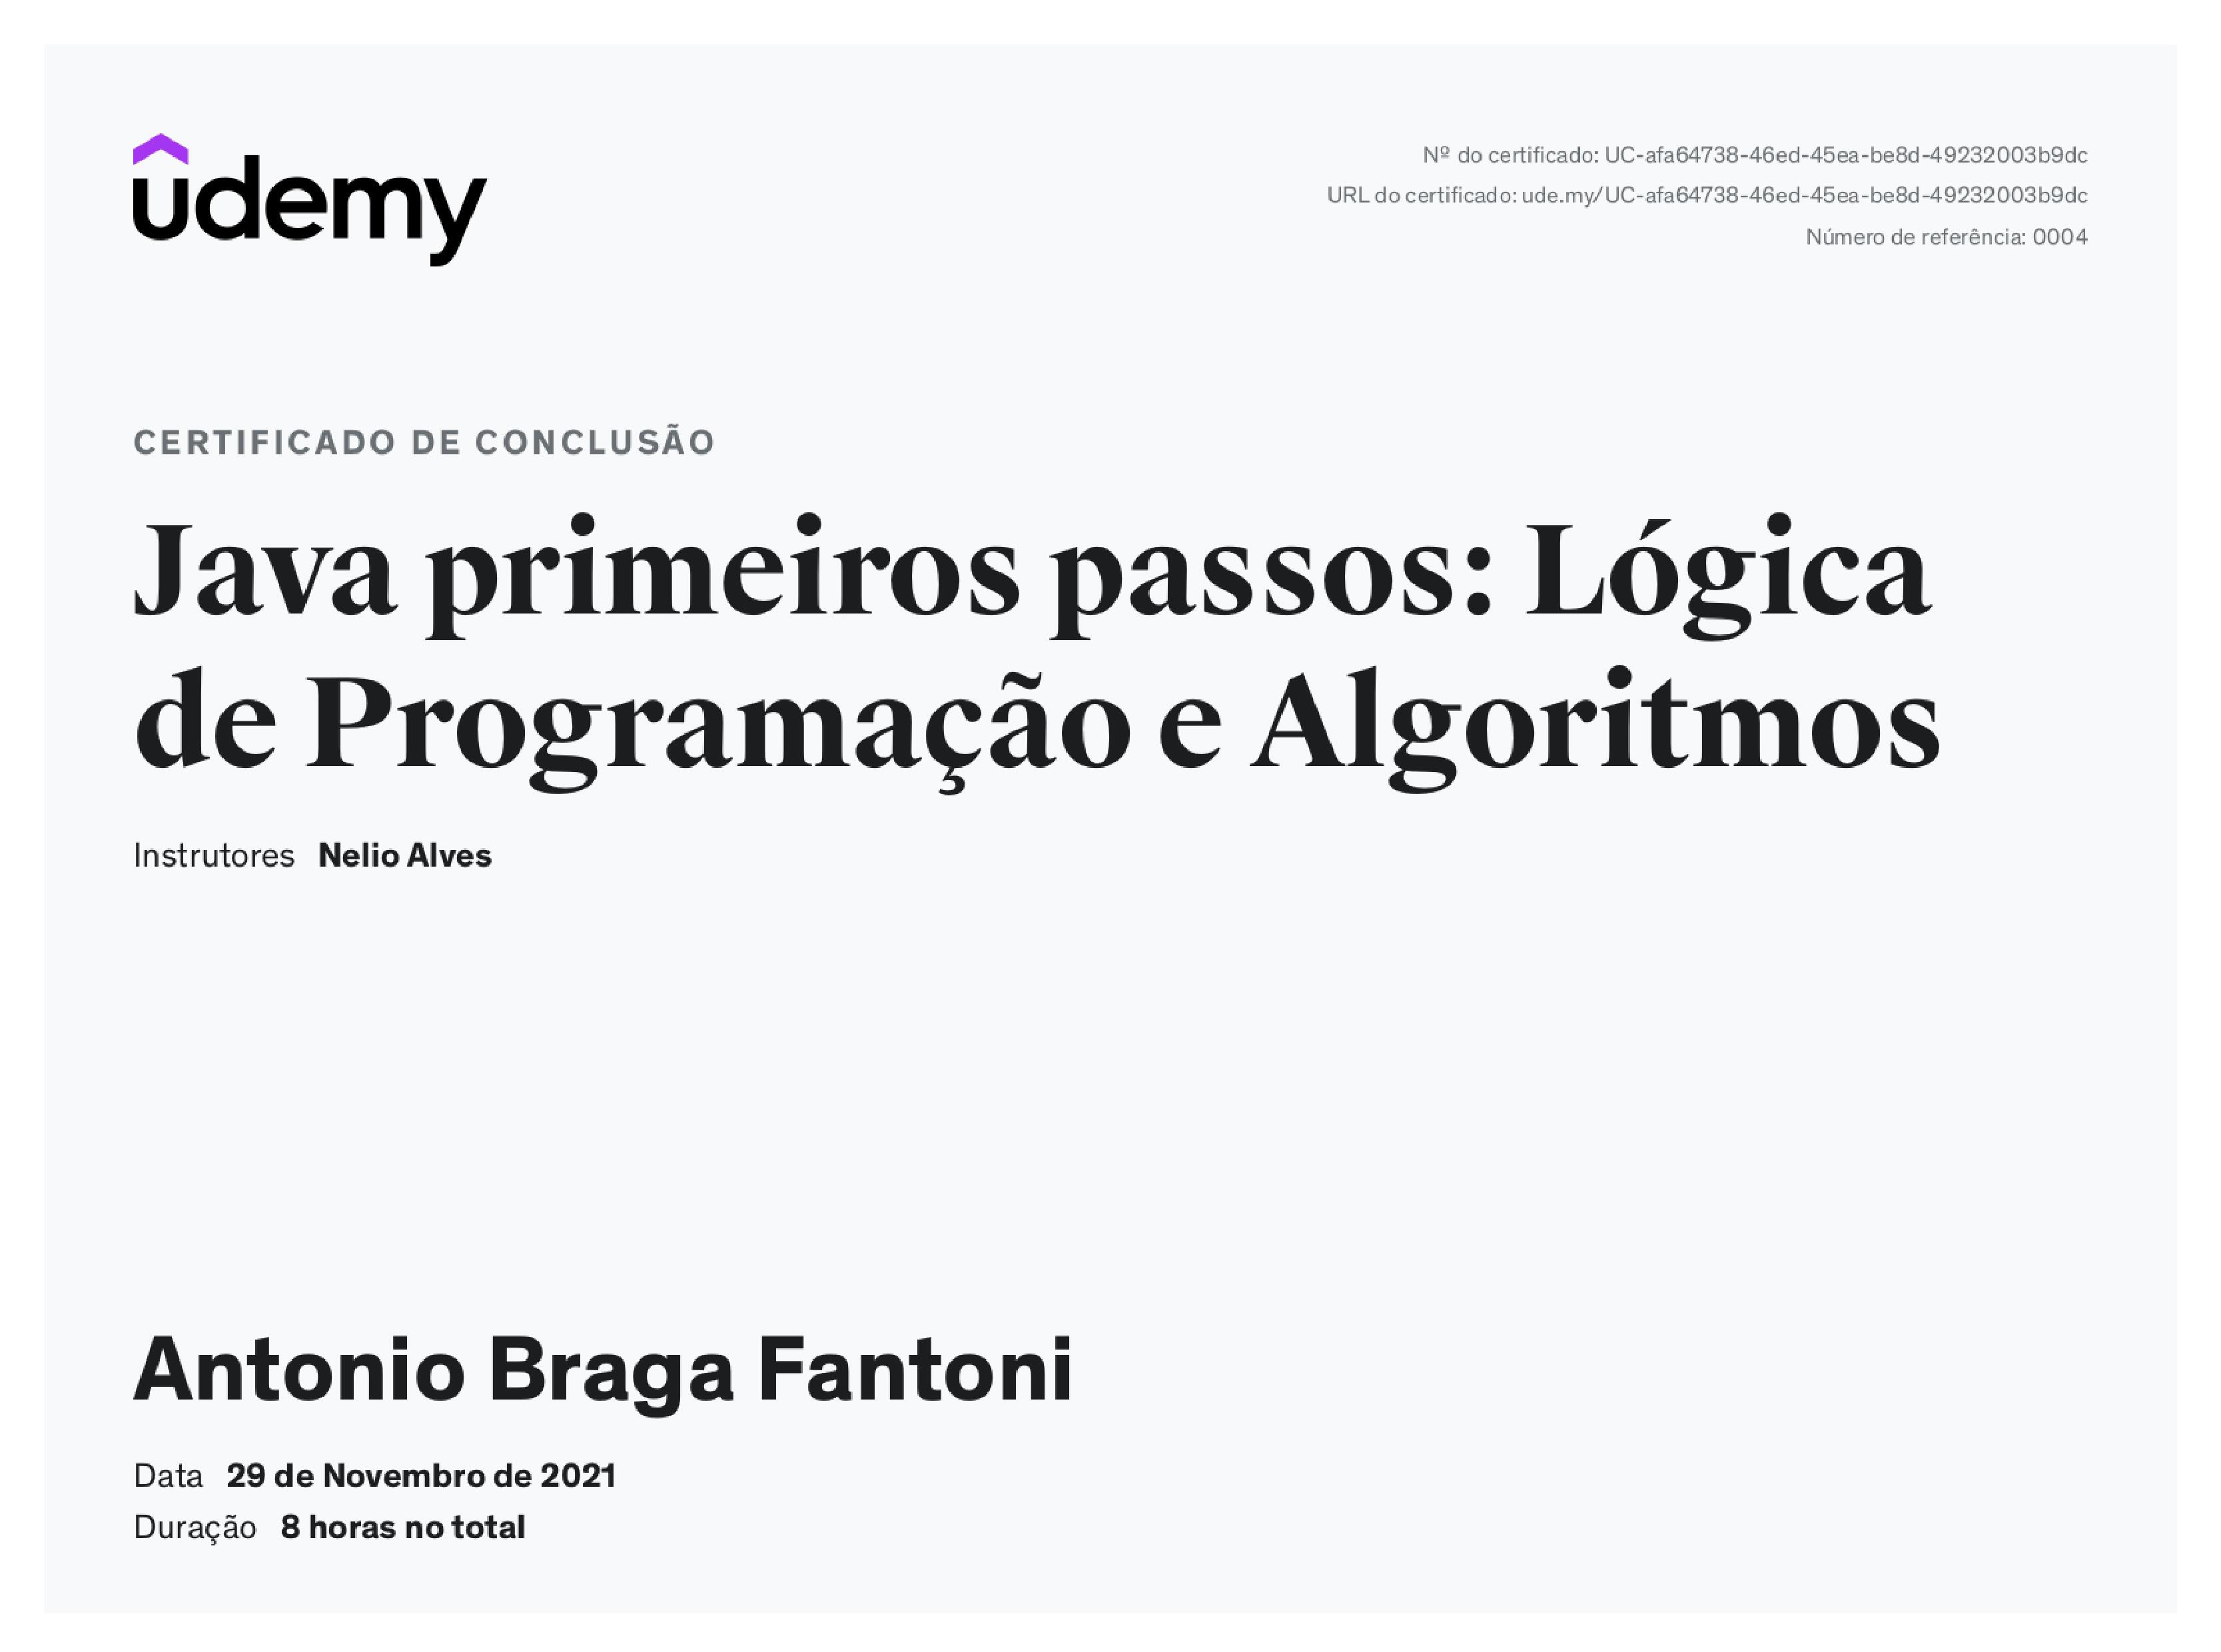 udemy
Nº do certificado: UC-afa64738-46ed-45ea-be8d-49232003b9dc
URL do certificado: ude.my/UC-afa64738-46ed-45ea-be8d-49232003b9dc
Número de referência: 0004
CERTIFICADO DE CONCLUSÃO
Java primeiros passos: Lógica
de Programação e Algoritmos
Instrutores Nelio Alves
Antonio Braga Fantoni
Data 29 de Novembro de 2021
Duração 8 horas no total